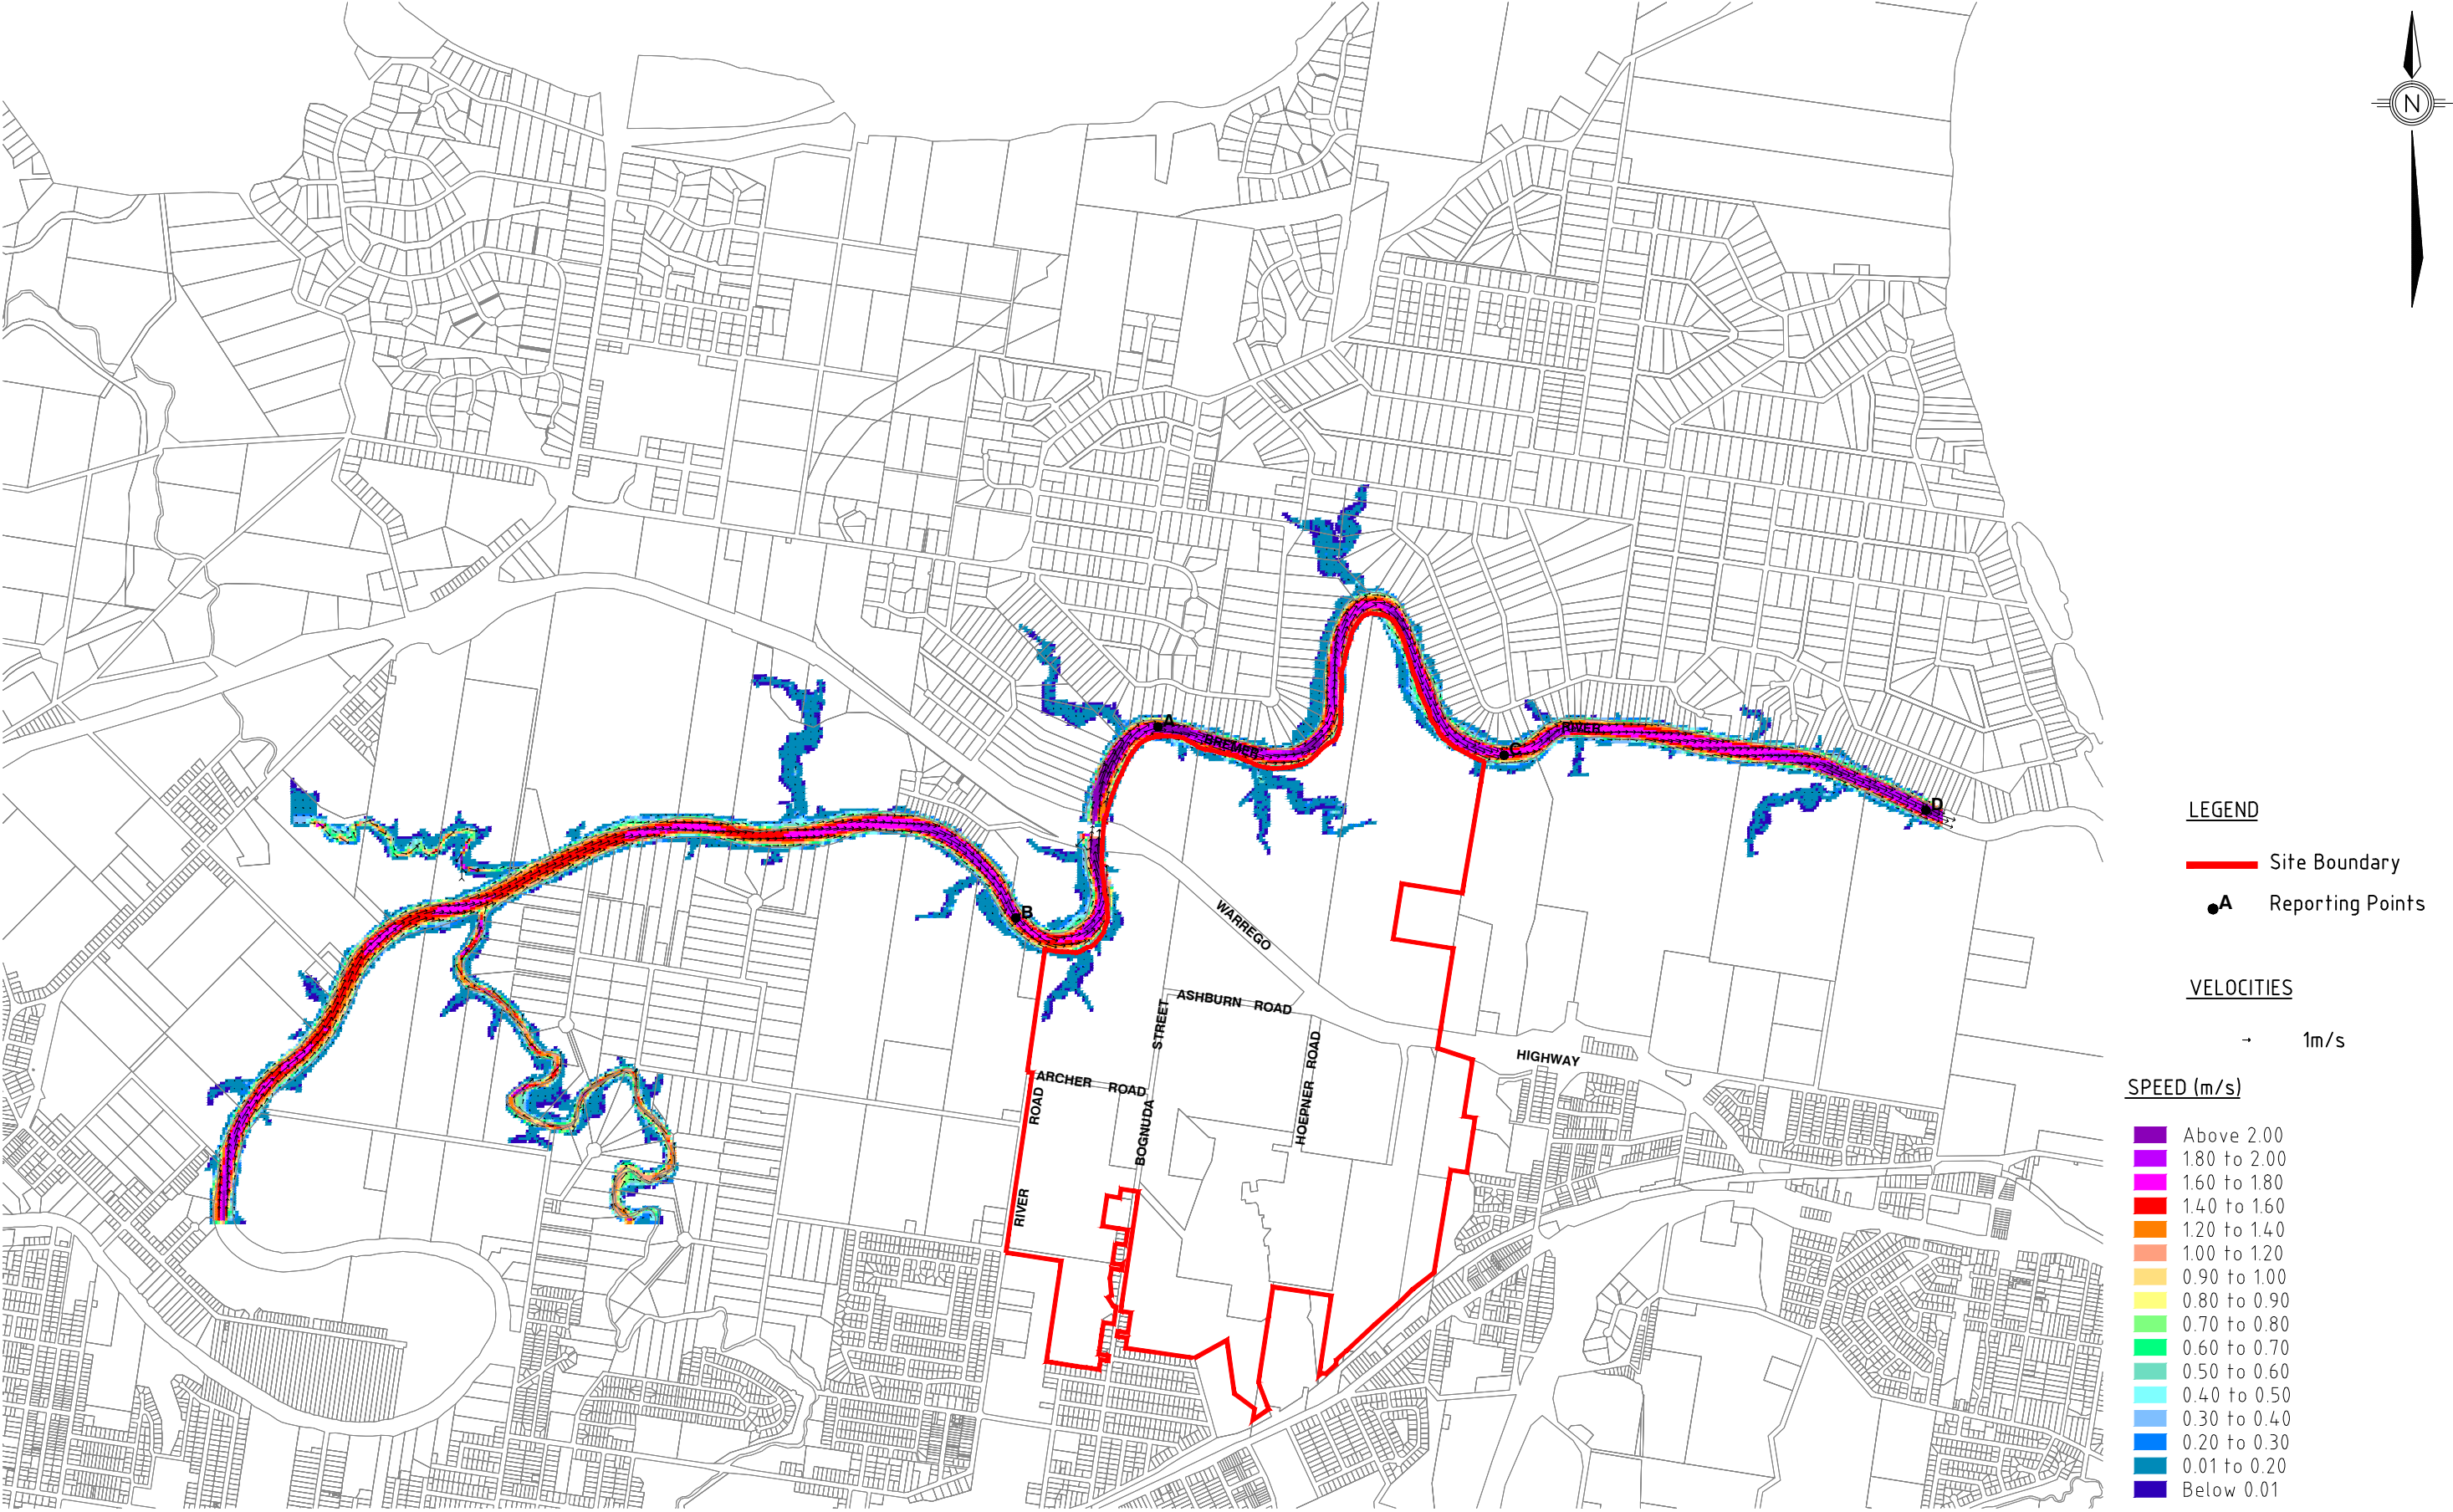 N
A
BREMER
RIVER
C
D
B
WARREGO
ASHBURN ROAD
STREET
HIGHWAY
ARCHER ROAD
ROAD
HOEPNER ROAD
BOGNUDA
RIVER
LEGEND
Site Boundary
A Reporting Points
VELOCITIES
1m/s
SPEED (m/s)
Above 2.00
1.80 to 2.00
1.60 to 1.80
1.40 to 1.60
1.20 to 1.40
1.00 to 1.20
0.90 to 1.00
0.80 to 0.90
0.70 to 0.80
0.60 to 0.70
0.50 to 0.60
0.40 to 0.50
0.30 to 0.40
0.20 to 0.30
0.01 to 0.20
Below 0.01